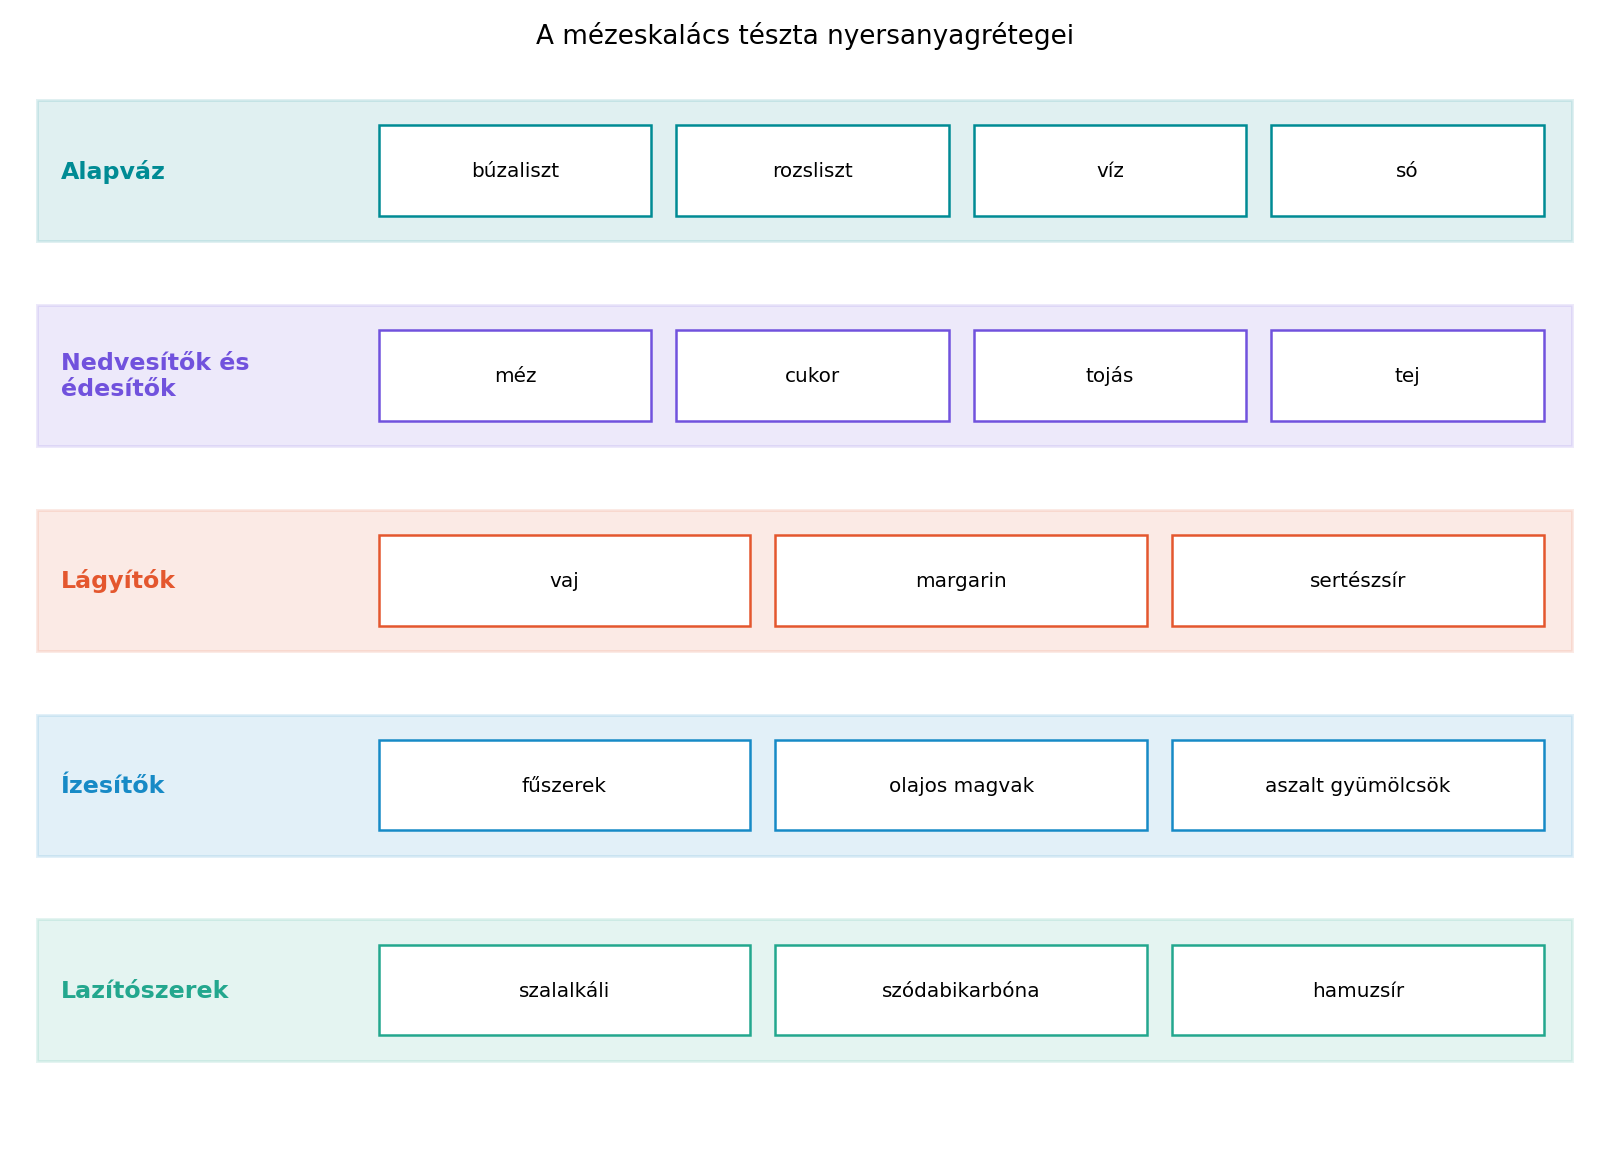 A mézeskalács tészta nyersanyagrétegei
Alapváz
búzaliszt
rozsliszt
víz
só
Nedvesítők és
édesítők
méz
cukor
tojás
tej
Lágyítók
vaj
margarin
sertészsír
Ízesítők
fűszerek
olajos magvak
aszalt gyümölcsök
Lazítószerek
szalalkáli
szódabikarbóna
hamuzsír